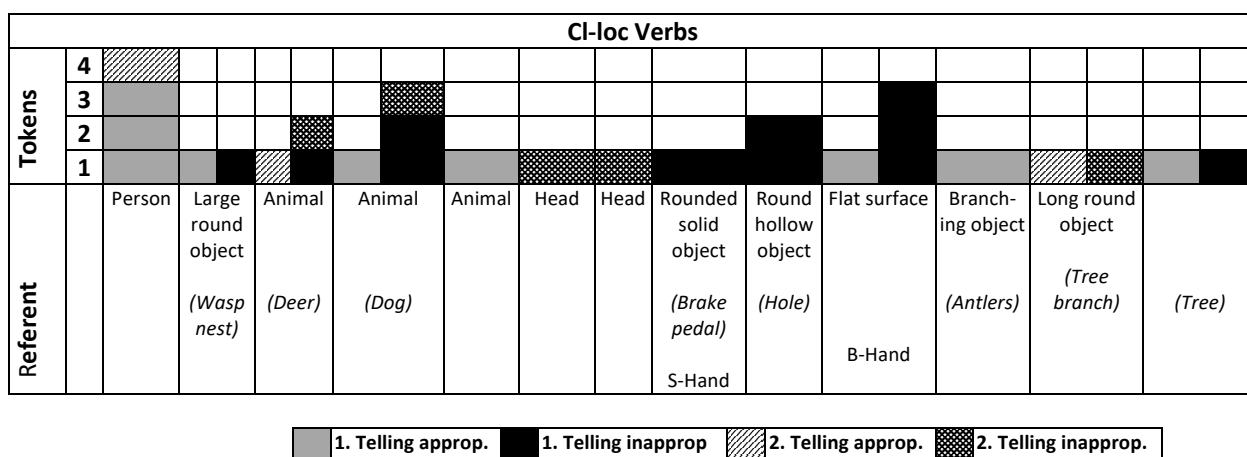 Cl-loc Verbs
Tokens
4
3
2
1
Referent
Person
Large
round
object
(Wasp
nest)
Animal
(Deer)
Animal
(Dog)
Animal
Head
Head
Rounded
solid
object
(Brake
pedal)
S-Hand
Round
hollow
object
(Hole)
Flat surface
B-Hand
Branch-
ing object
(Antlers)
Long round
object
(Tree
branch)
(Tree)
1. Telling approp.
1. Telling inapprop
2. Telling approp.
2. Telling inapprop.